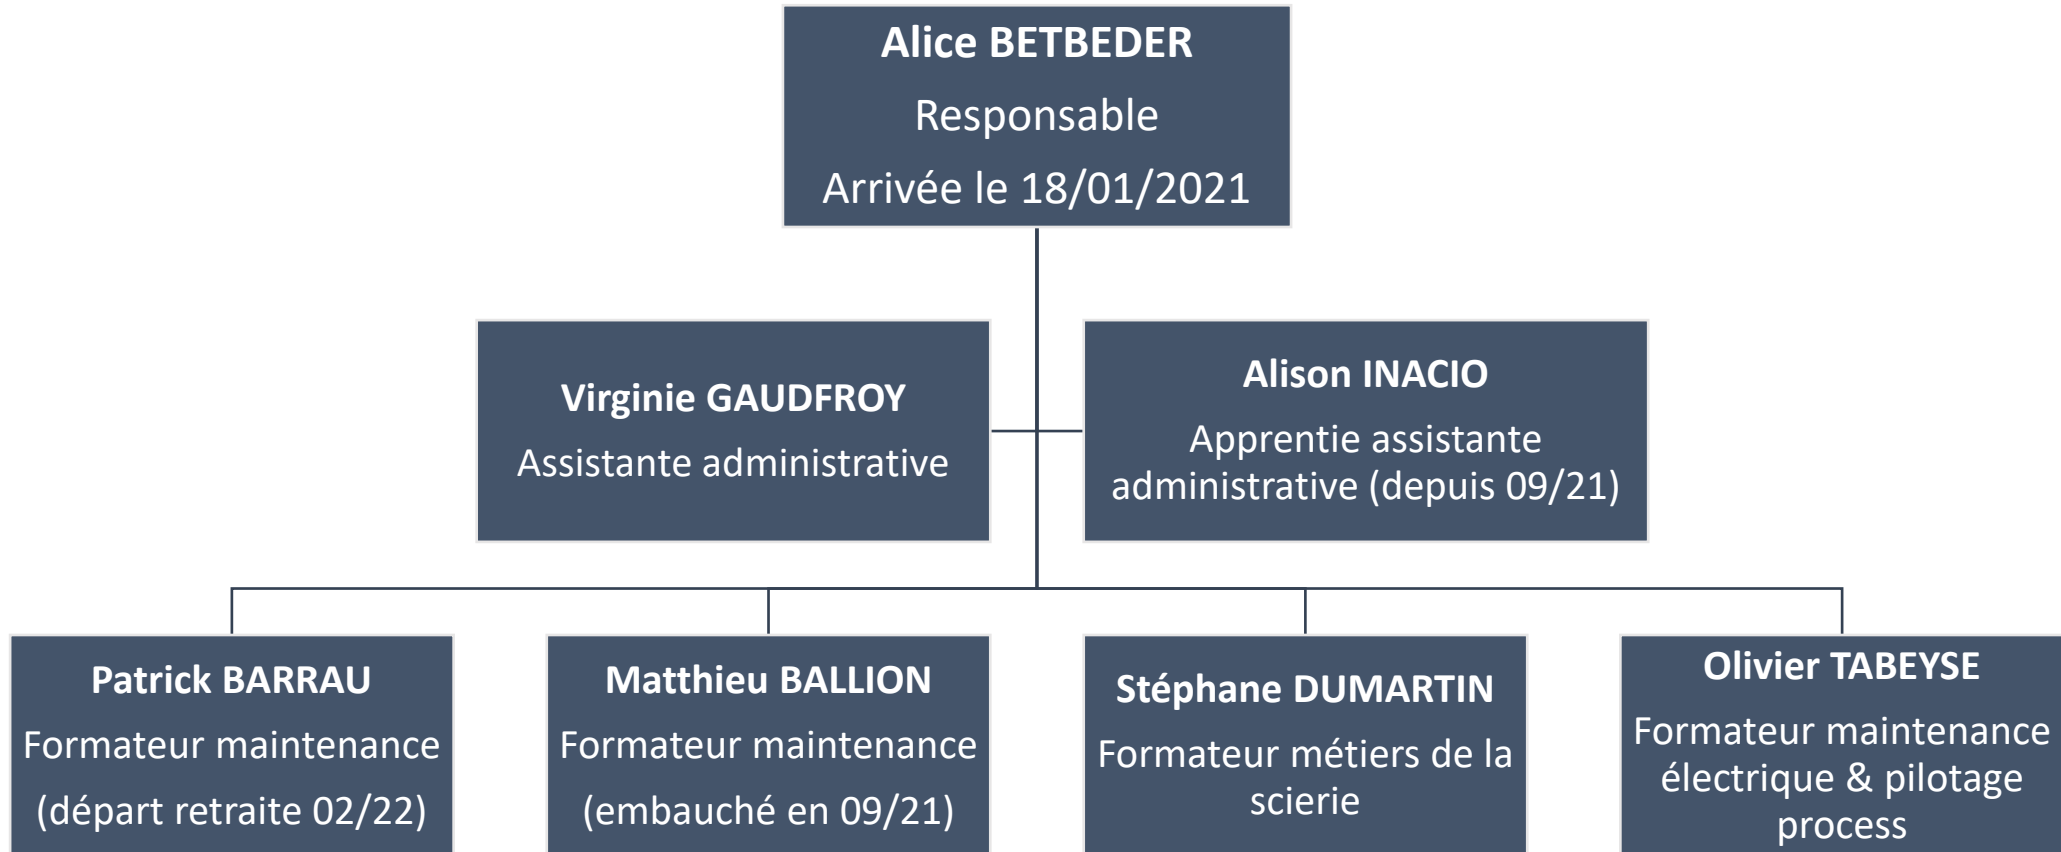 Alice BETBEDER
Responsable
Arrivée le 18/01/2021
Virginie GAUDFROY
Assistante administrative
Alison INACIO
Apprentie assistante
administrative (depuis 09/21)
Patrick BARRAU
Formateur maintenance
(départ retraite 02/22)
Matthieu BALLION
Formateur maintenance
(embauché en 09/21)
Stéphane DUMARTIN
Formateur métiers de la
scierie
Olivier TABEYSE
Formateur maintenance
électrique & pilotage
process